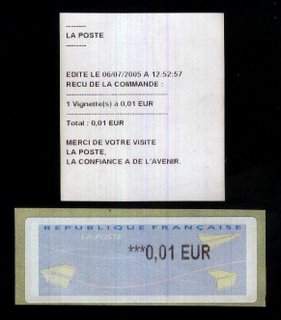 --------
LA POSTE
--------
EDITE LE 06/07/2005 A 12:52:57
RECU DE LA COMMANDE :
----------------------- ------------------------
1 Vignette(s) à 0,01 EUR
----------------------- ------------------------
Total : 0,01 EUR
MERCI DE VOTRE VISITE
LA POSTE,
LA CONFIANCE A DE L'AVENIR.
REPUBLIQUE FRANÇAISE
LA POSTE
***0,01 EUR